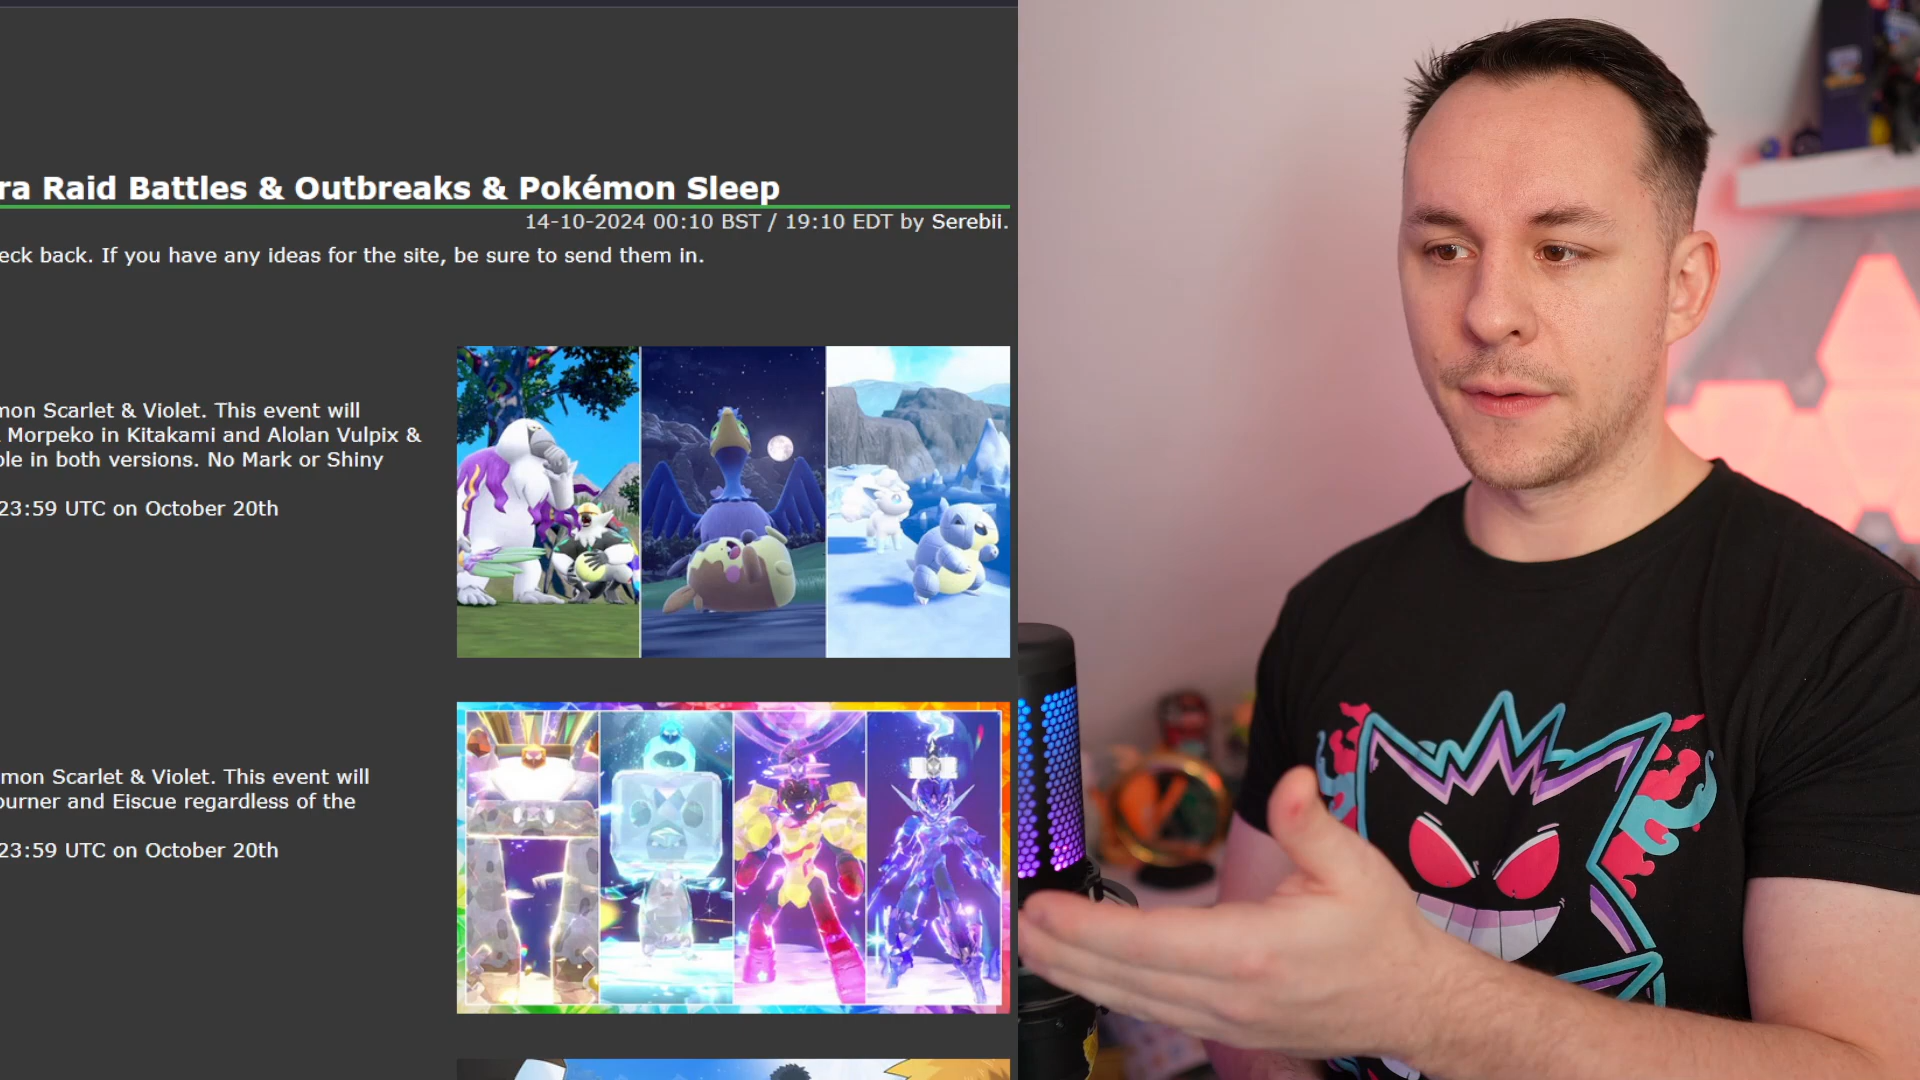 ra Raid Battles & Outbreaks & Pokémon Sleep
14-10-2024 00:10 BST / 19:10 EDT by Serebii.
eck back. If you have any ideas for the site, be sure to send them in.
mon Scarlet & Violet. This event will
Morpeko in Kitakami and Alolan Vulpix &
ble in both versions. No Mark or Shiny
23:59 UTC on October 20th
mon Scarlet & Violet. This event will
ourner and Eiscue regardless of the
23:59 UTC on October 20th